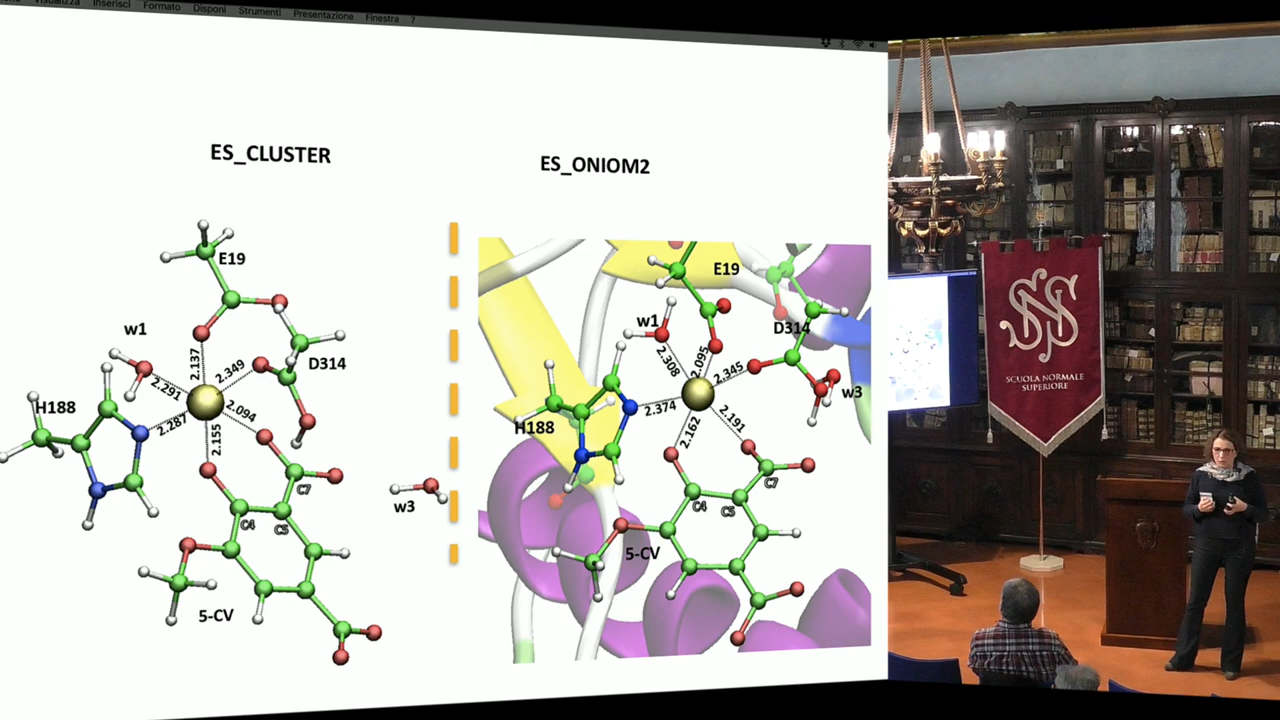 Visualizza Inserisci Formato Disponi Strumenti Presentazione Finestra ?
ES_CLUSTER
E19
w1
D314
2.137
2.349
2.291
2.094
2.287
2.155
H188
C7
C4
C5
w3
5-CV
ES_ONIOM2
E19
w1
D314
2.095
2.308
2.345
w3
2.374
H188
2.162
2.191
C7
C4
C5
5-CV
SNS
SCUOLA NORMALE
SUPERIORE